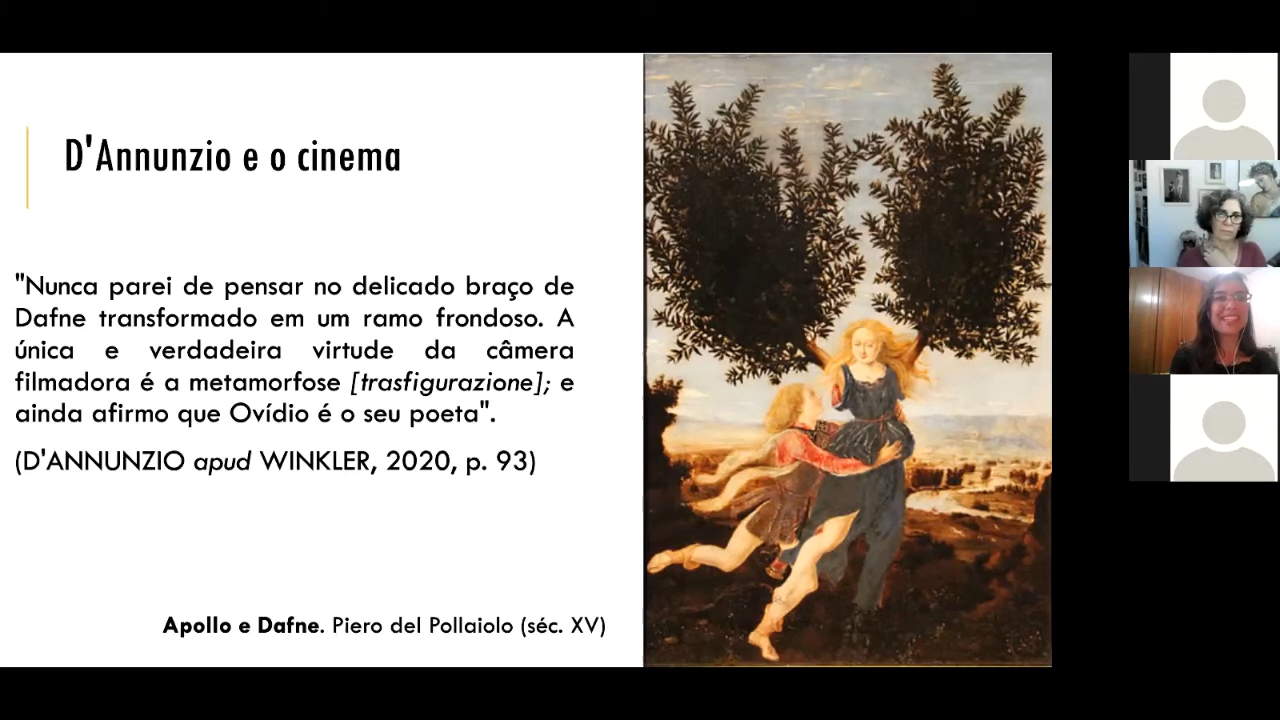 D'Annunzio e o cinema
"Nunca parei de pensar no delicado braço de
Dafne transformado em um ramo frondoso. A
única e verdadeira virtude da câmera
filmadora é a metamorfose [trasfigurazione]; e
ainda afirmo que Ovídio é o seu poeta".
(D'ANNUNZIO apud WINKLER, 2020, p. 93)
Apollo e Dafne. Piero del Pollaiolo (séc. XV)